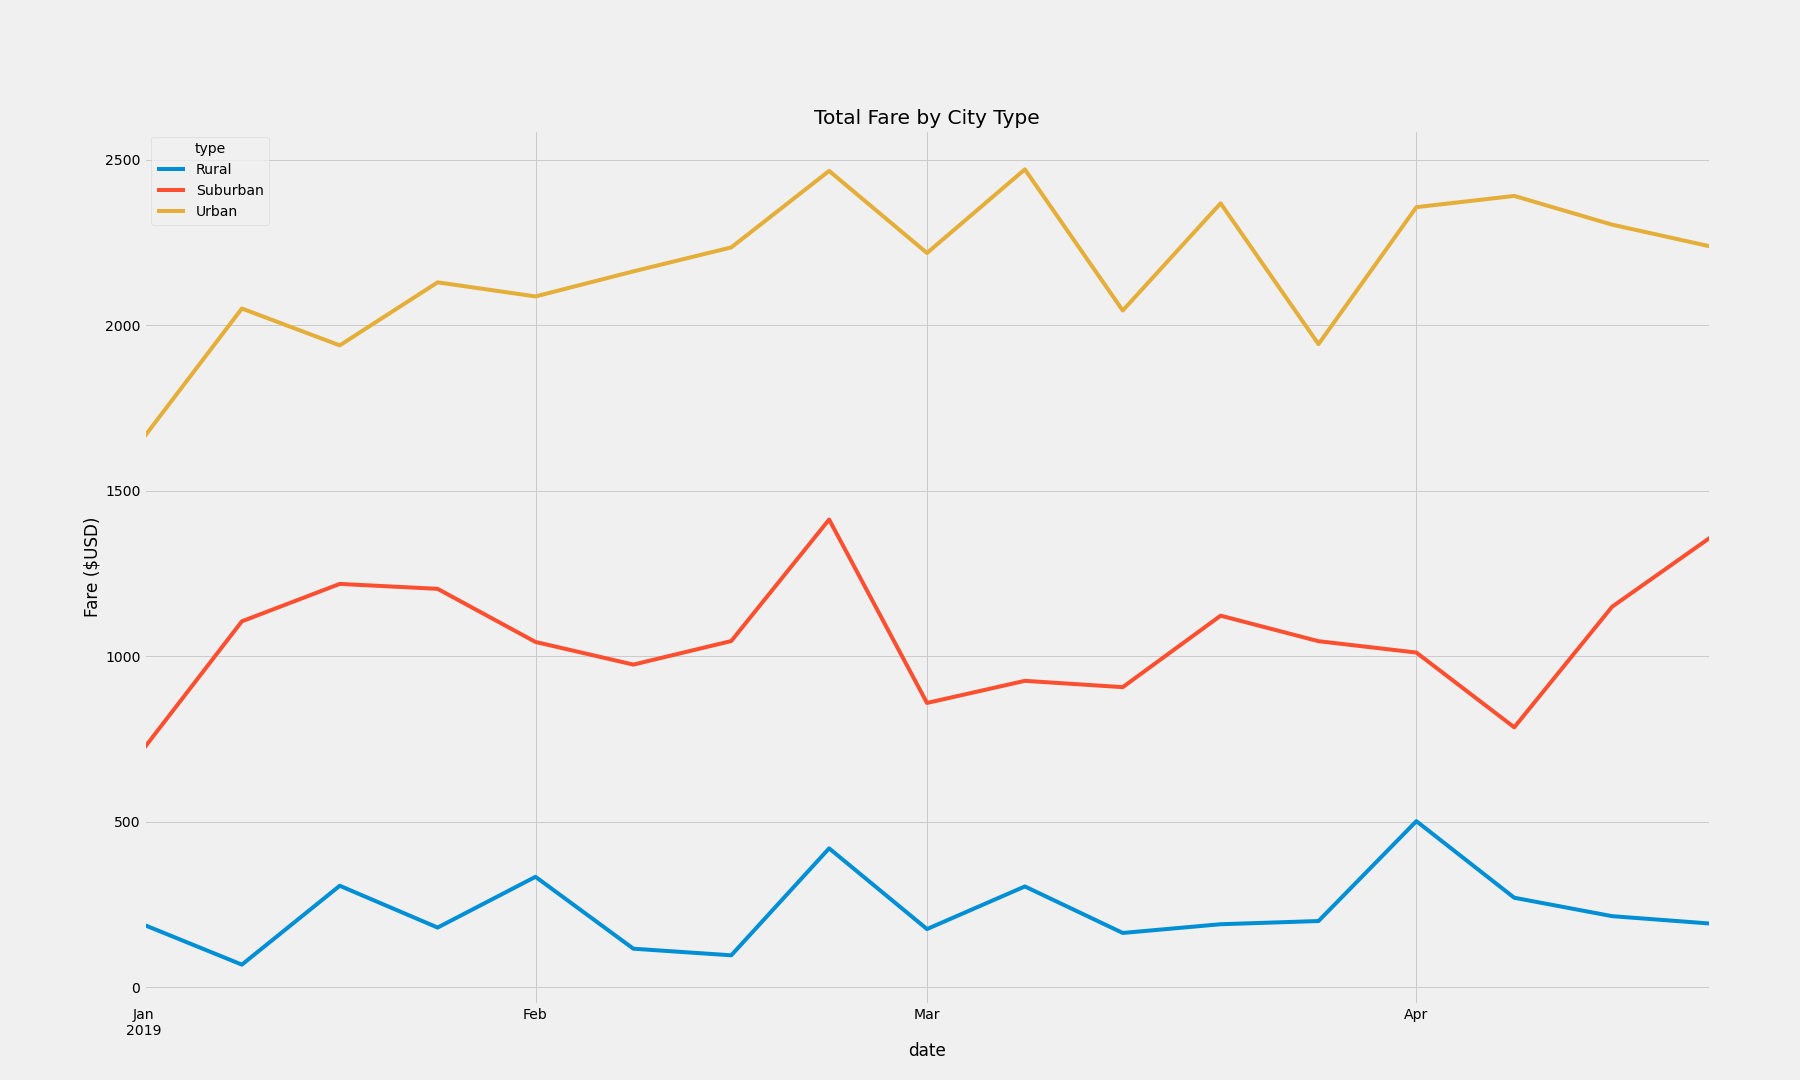 Total Fare by City Type
type
Rural
Suburban
Urban
Fare ($USD)
2500
2000
1500
1000
500
0
Jan
2019
Feb
Mar
Apr
date